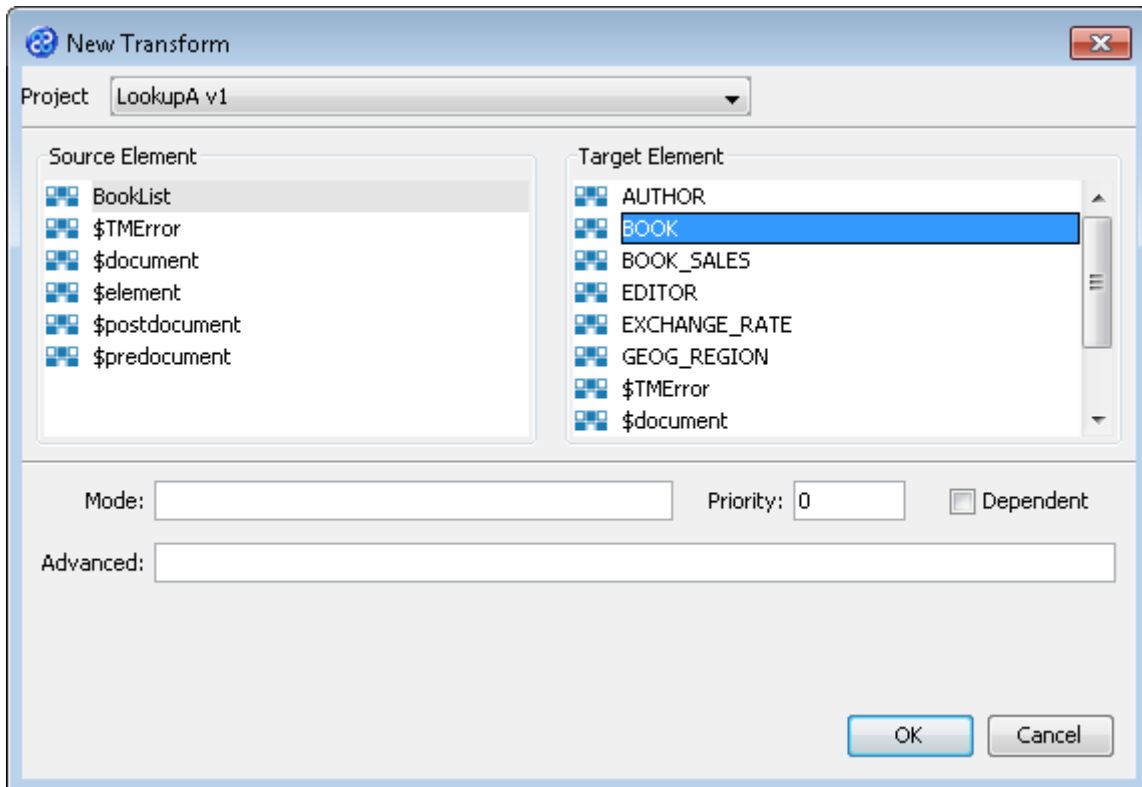 New Transform
Project LookupA v1
Source Element
BookList
$TMError
$document
$element
$postdocument
$predocument
Target Element
AUTHOR
BOOK
BOOK_SALES
EDITOR
EXCHANGE_RATE
GEOG_REGION
$TMError
$document
Mode: Priority: 0 Dependent
Advanced:
OK Cancel